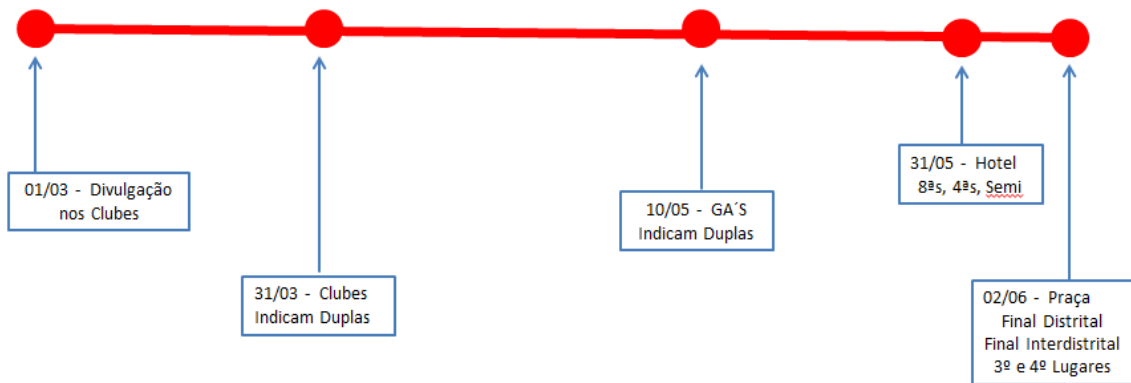 01/03 - Divulgação
nos Clubes
31/03 - Clubes
Indicam Duplas
10/05 - GA´S
Indicam Duplas
31/05 - Hotel
8ªs, 4ªs, Semi
02/06 - Praça
Final Distrital
Final Interdistrital
3º e 4º Lugares